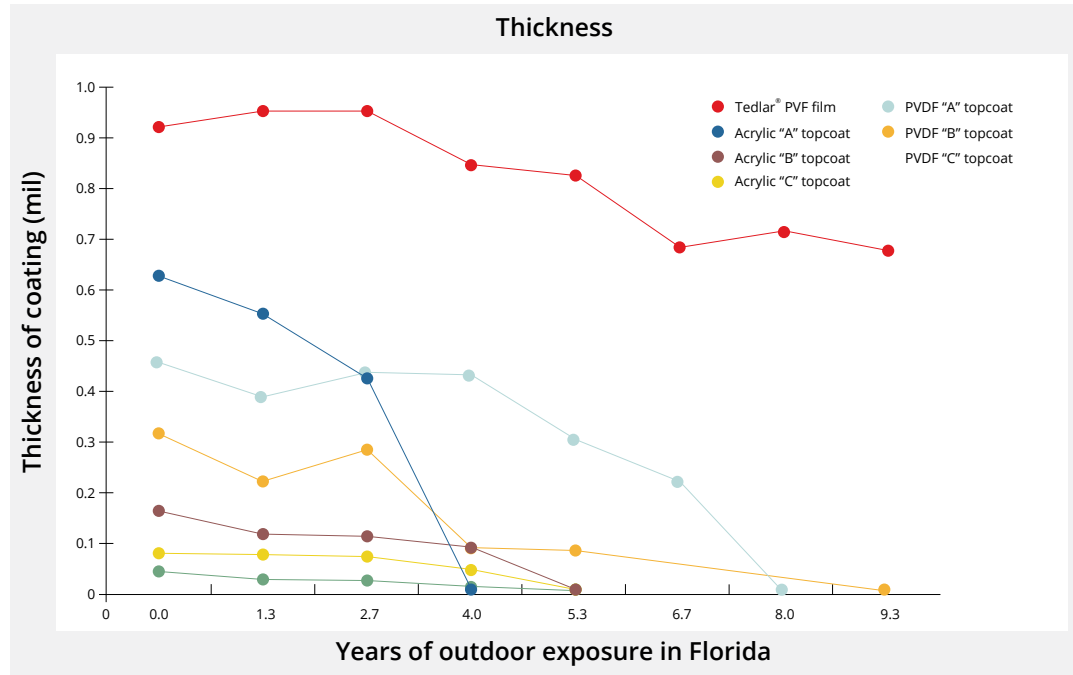 Thickness
Thickness of coating (mil)
1.0
0.9
0.8
0.7
0.6
0.5
0.4
0.3
0.2
0.1
0
Tedlar® PVF film
Acrylic “A” topcoat
Acrylic “B” topcoat
Acrylic “C” topcoat
PVDF “A” topcoat
PVDF “B” topcoat
PVDF “C” topcoat
0 0.0 1.3 2.7 4.0 5.3 6.7 8.0 9.3
Years of outdoor exposure in Florida